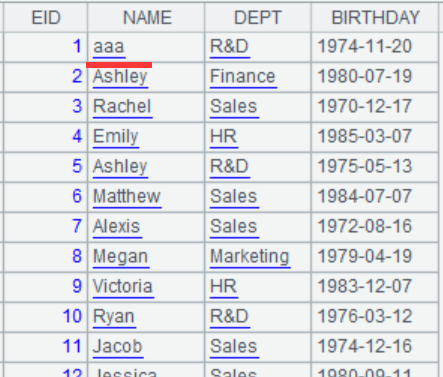 EID NAME DEPT BIRTHDAY
1 aaa R&D 1974-11-20
2 Ashley Finance 1980-07-19
3 Rachel Sales 1970-12-17
4 Emily HR 1985-03-07
5 Ashley R&D 1975-05-13
6 Matthew Sales 1984-07-07
7 Alexis Sales 1972-08-16
8 Megan Marketing 1979-04-19
9 Victoria HR 1983-12-07
10 Ryan R&D 1976-03-12
11 Jacob Sales 1974-12-16
12 Jessica Sales 1980-09-11